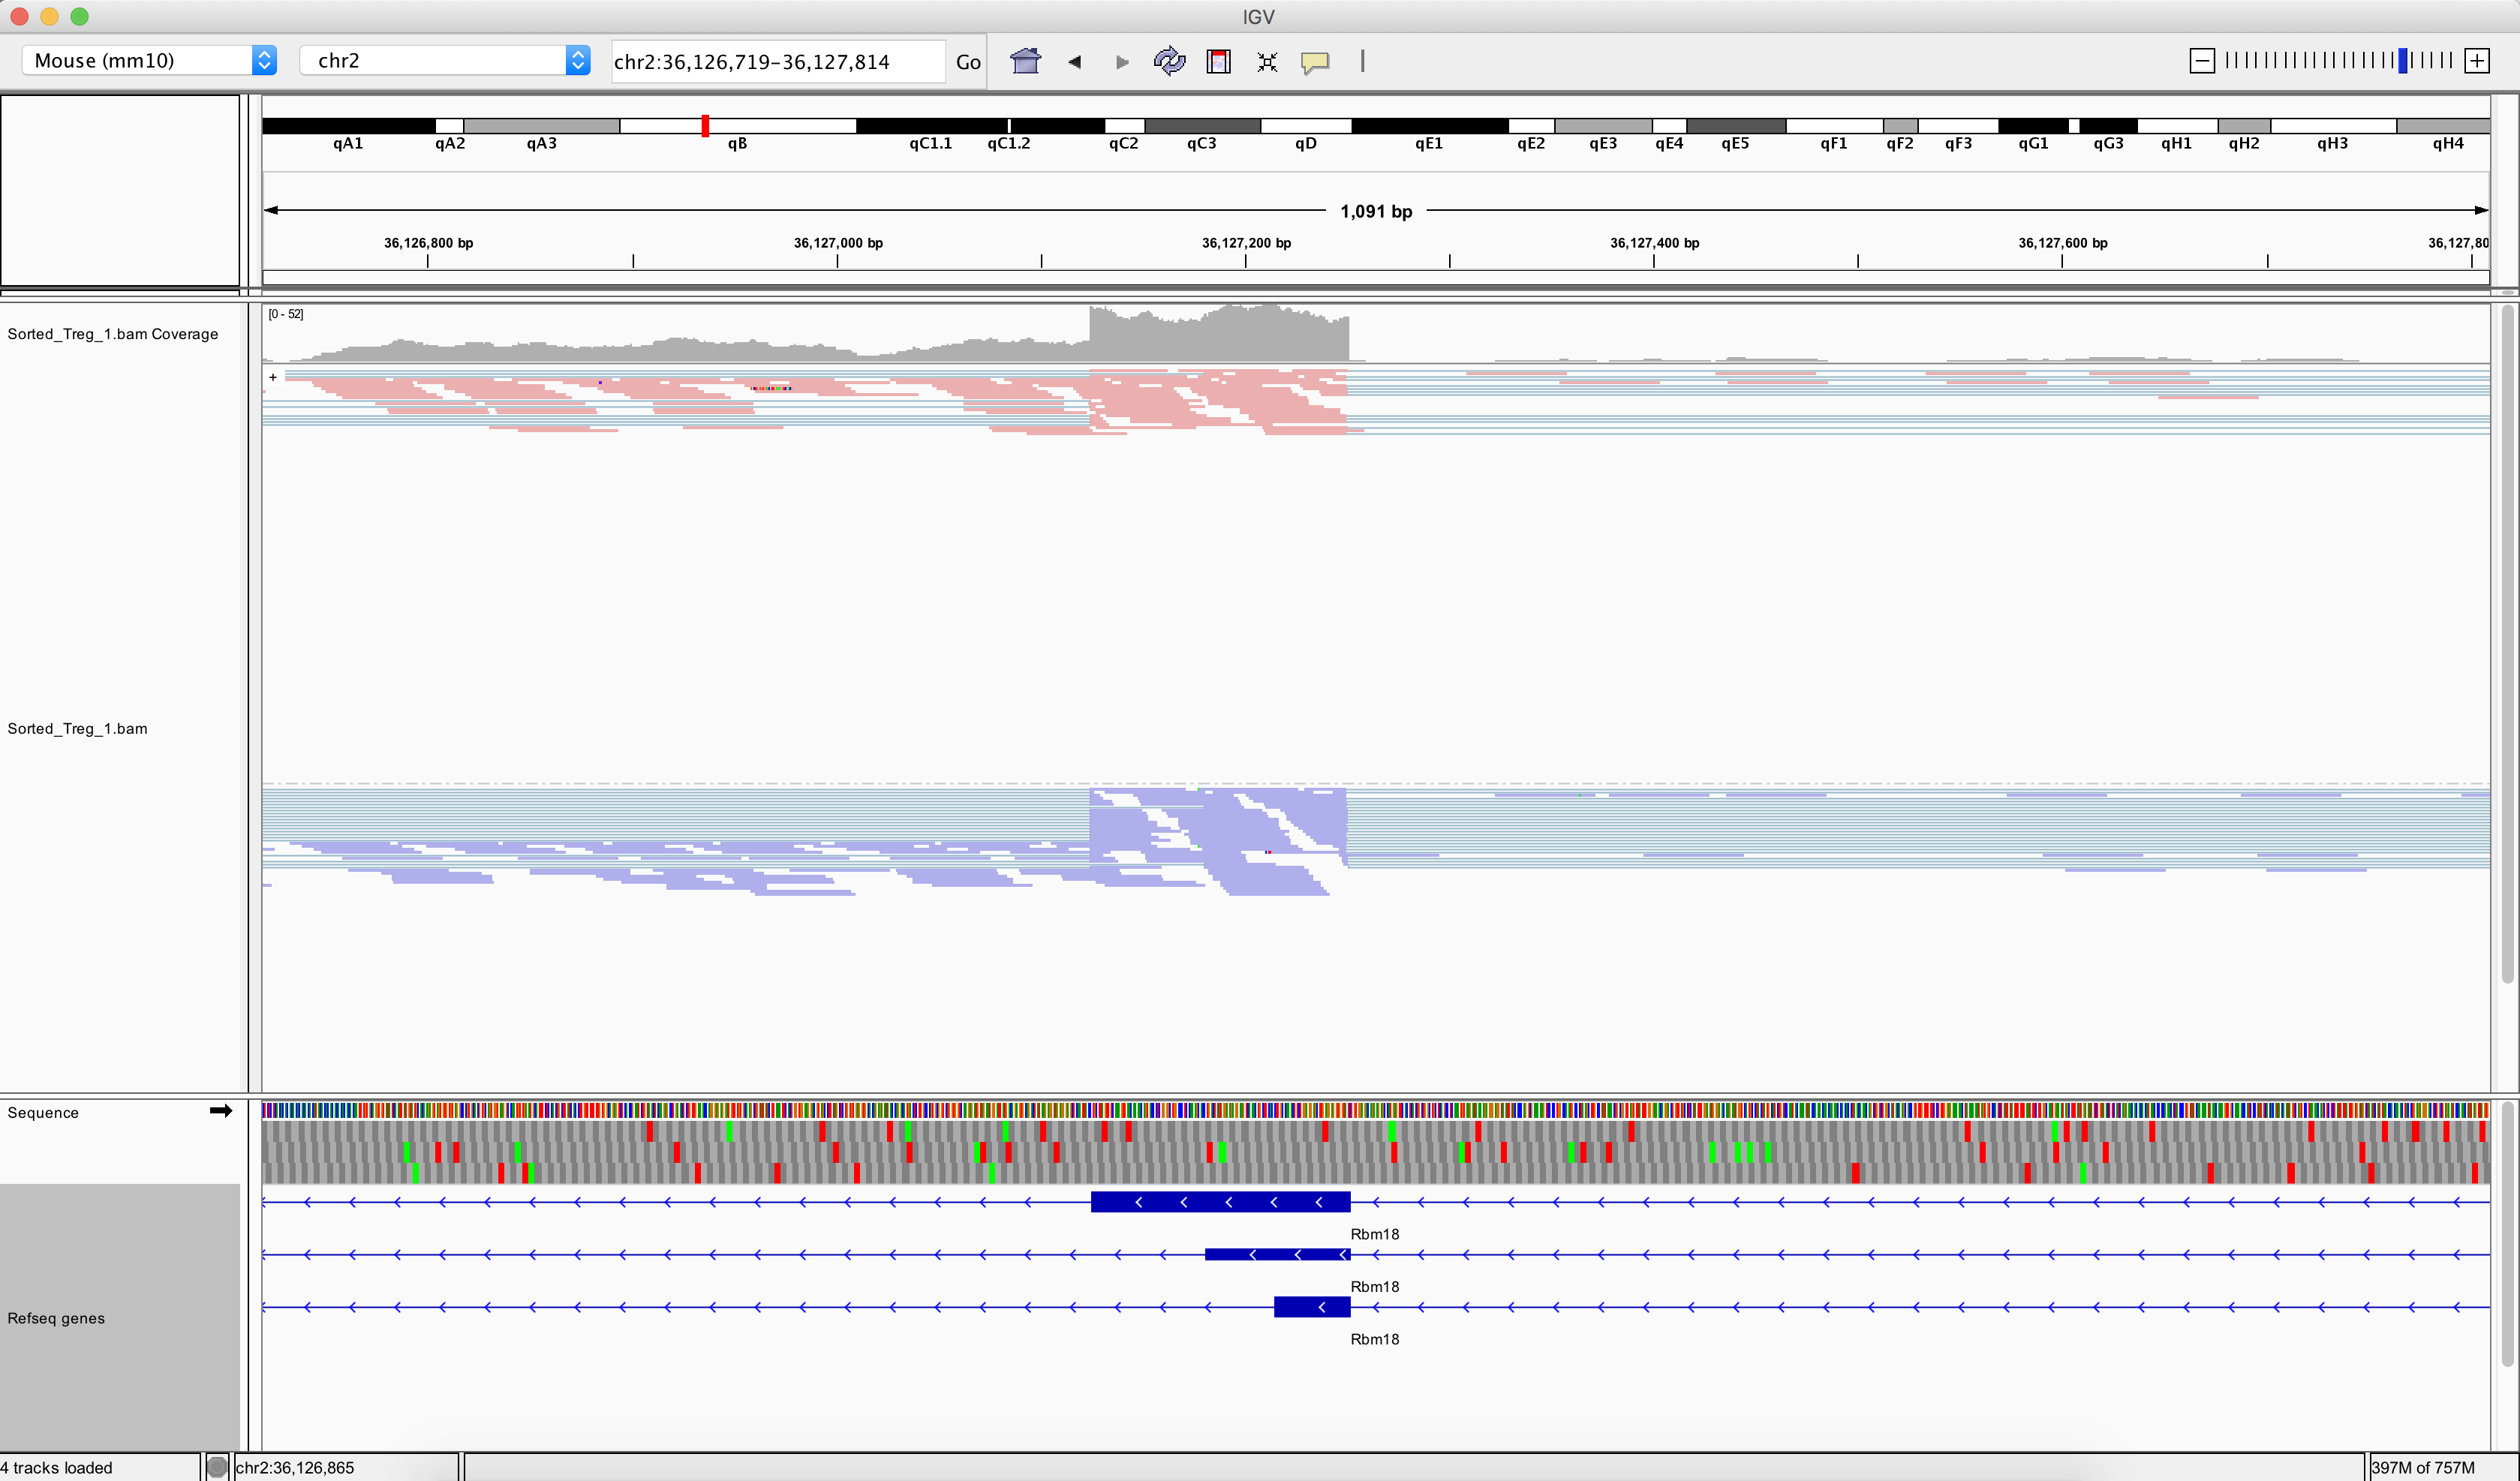 IGV
Mouse (mm10) chr2 chr2:36,126,719-36,127,814 Go
qA1 qA2 qA3 qB qC1.1 qC1.2 qC2 qC3 qD qE1 qE2 qE3 qE4 qE5 qF1 qF2 qF3 qG1 qG3 qH1 qH2 qH3 qH4
1,091 bp
36,126,800 bp 36,127,000 bp 36,127,200 bp 36,127,400 bp 36,127,600 bp 36,127,80
[0 - 52]
Sorted_Treg_1.bam Coverage
+
Sorted_Treg_1.bam
Sequence
Rbm18
Rbm18
Refseq genes
Rbm18
4 tracks loaded chr2:36,126,865 397M of 757M